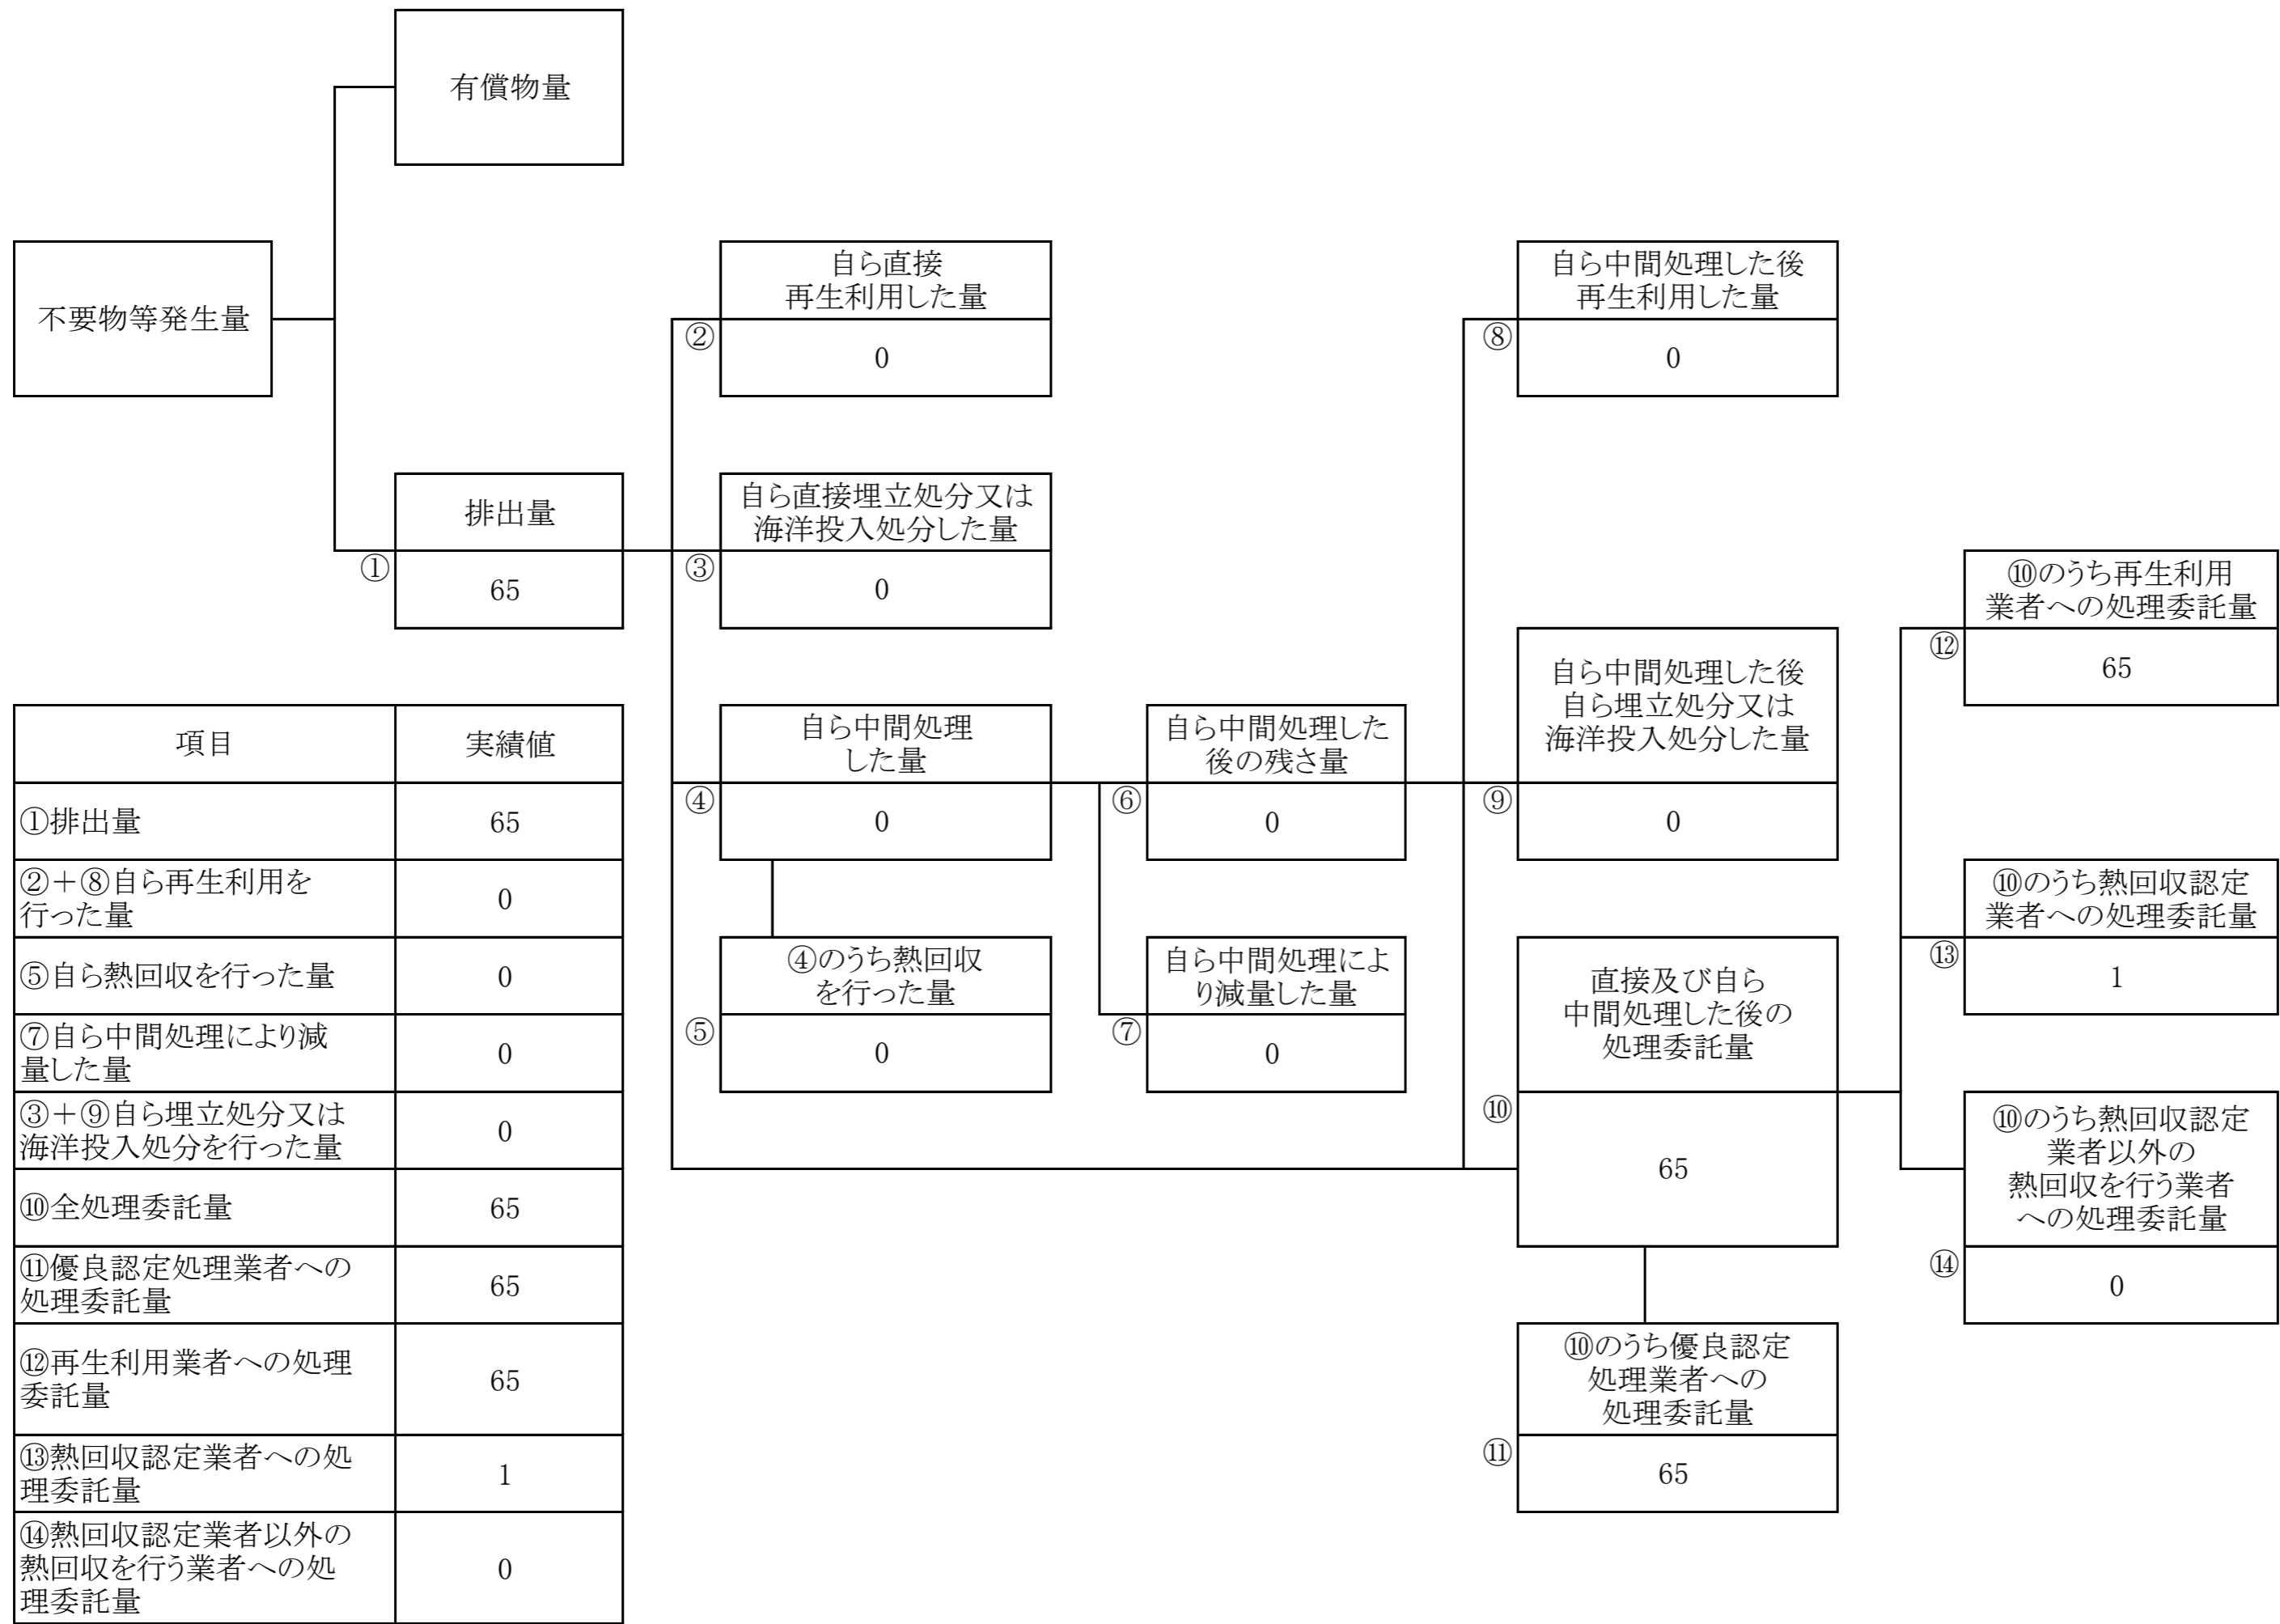 有償物量
不要物等発生量
自ら直接
再生利用した量
②
0
自ら中間処理した後
再生利用した量
⑧
0
排出量
①
65
自ら直接埋立処分又は
海洋投入処分した量
③
0
⑩のうち再生利用
業者への処理委託量
⑫
65
自ら中間処理
した量
④
0
自ら中間処理した
後の残さ量
⑥
0
自ら中間処理した後
自ら埋立処分又は
海洋投入処分した量
⑨
0
⑩のうち熱回収認定
業者への処理委託量
⑬
1
④のうち熱回収
を行った量
⑤
0
自ら中間処理によ
り減量した量
⑦
0
直接及び自ら
中間処理した後の
処理委託量
⑩
65
⑩のうち熱回収認定
業者以外の
熱回収を行う業者
への処理委託量
⑭
0
⑩のうち優良認定
処理業者への
処理委託量
⑪
65
項目 実績値
①排出量 65
②+⑧自ら再生利用を
行った量
0
⑤自ら熱回収を行った量 0
⑦自ら中間処理により減
量した量
0
③+⑨自ら埋立処分又は
海洋投入処分を行った量
0
⑩全処理委託量 65
⑪優良認定処理業者への
処理委託量
65
⑫再生利用業者への処理
委託量
65
⑬熱回収認定業者への処
理委託量
1
⑭熱回収認定業者以外の
熱回収を行う業者への処
理委託量
0